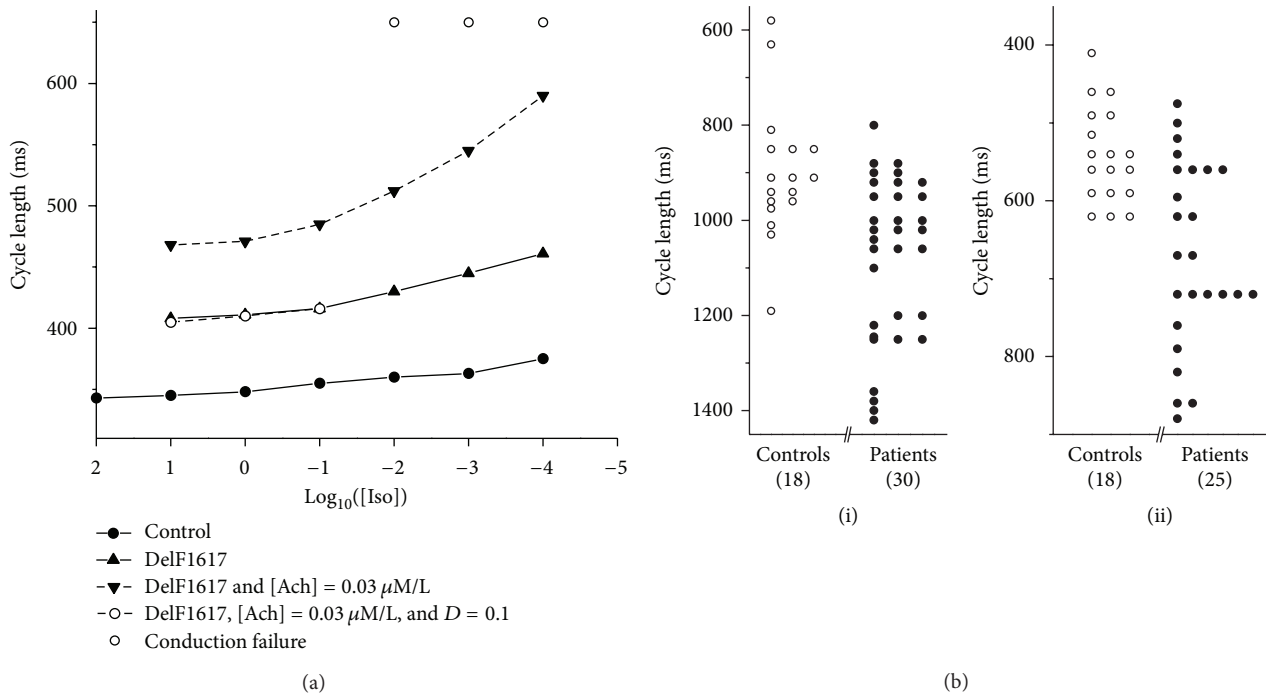 600
500
400
Cycle length (ms)
2 1 0 −1 −2 −3 −4 −5
Log10([Iso])
Control
DelF1617
DelF1617 and [Ach] = 0.03 μM/L
DelF1617, [Ach] = 0.03 μM/L, and D = 0.1
Conduction failure
(a)
600
800
1000
1200
1400
Cycle length (ms)
Controls Patients
(18) (30)
(i)
400
600
800
Cycle length (ms)
Controls Patients
(18) (25)
(ii)
(b)